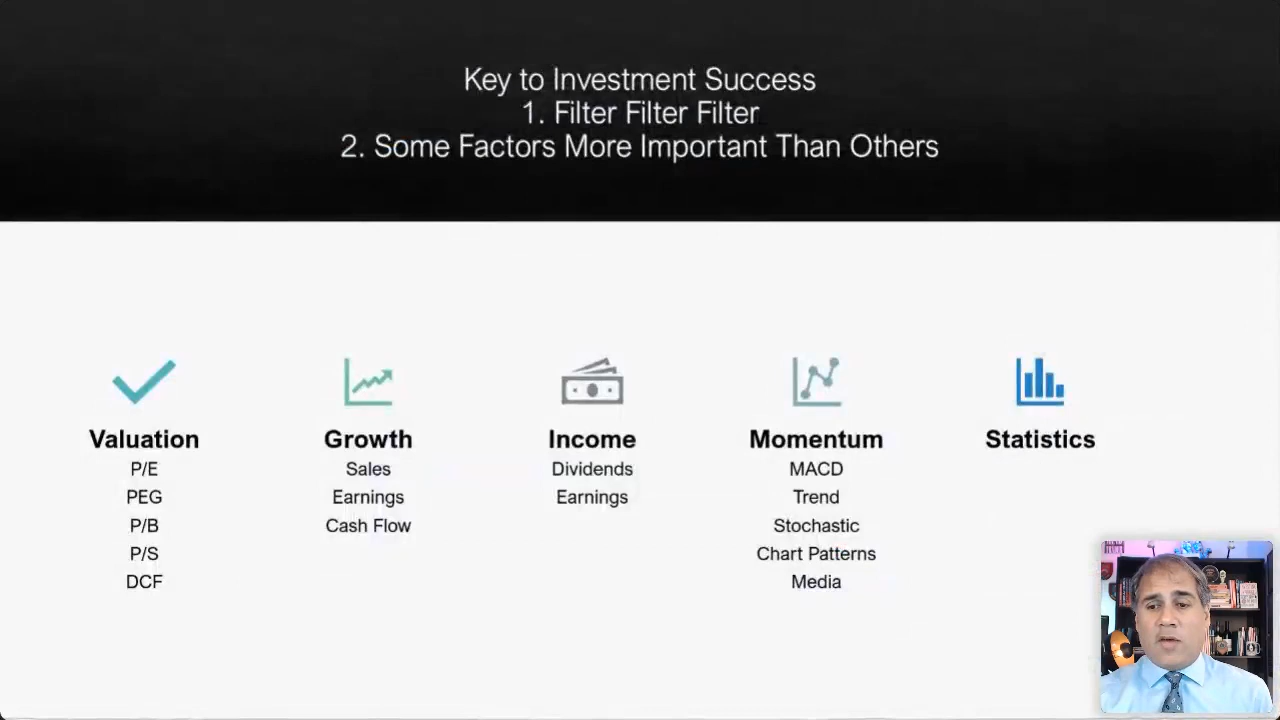 Key to Investment Success
1. Filter Filter Filter
2. Some Factors More Important Than Others
Valuation
P/E
PEG
P/B
P/S
DCF
Growth
Sales
Earnings
Cash Flow
Income
Dividends
Earnings
Momentum
MACD
Trend
Stochastic
Chart Patterns
Media
Statistics